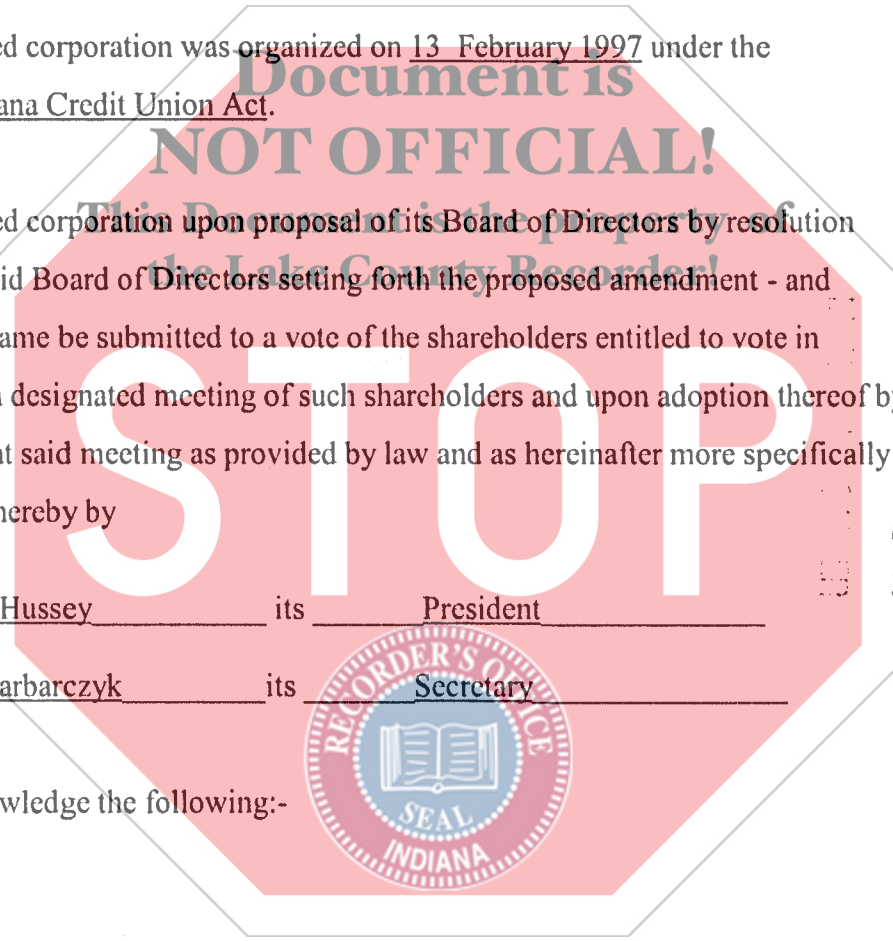 ed corporation was organized on 13 February 1997 under the
Document is
ana Credit Union Act.
NOT OFFICIAL!
This Document is the property of
ed corporation upon proposal of its Board of Directors by resolution
the Lake County Recorder!
id Board of Directors setting forth the proposed amendment - and
ame be submitted to a vote of the shareholders entitled to vote in
STOP
a designated meeting of such shareholders and upon adoption thereof by
at said meeting as provided by law and as hereinafter more specifically
hereby by
Hussey its President
arbarczyk its Secretary
RECORDER'S OFFICE
SEAL
INDIANA
wledge the following:-